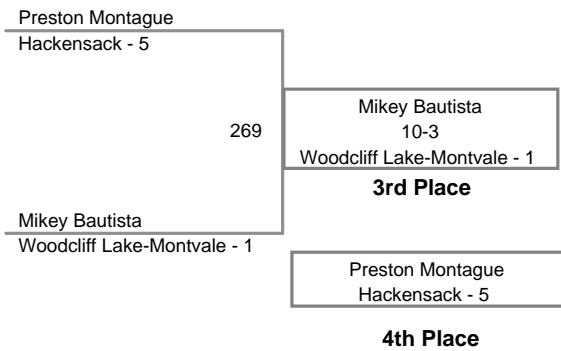 Preston Montague
Hackensack - 5
269
Mikey Bautista
10-3
Woodcliff Lake-Montvale - 1
3rd Place
Mikey Bautista
Woodcliff Lake-Montvale - 1
Preston Montague
Hackensack - 5
4th Place